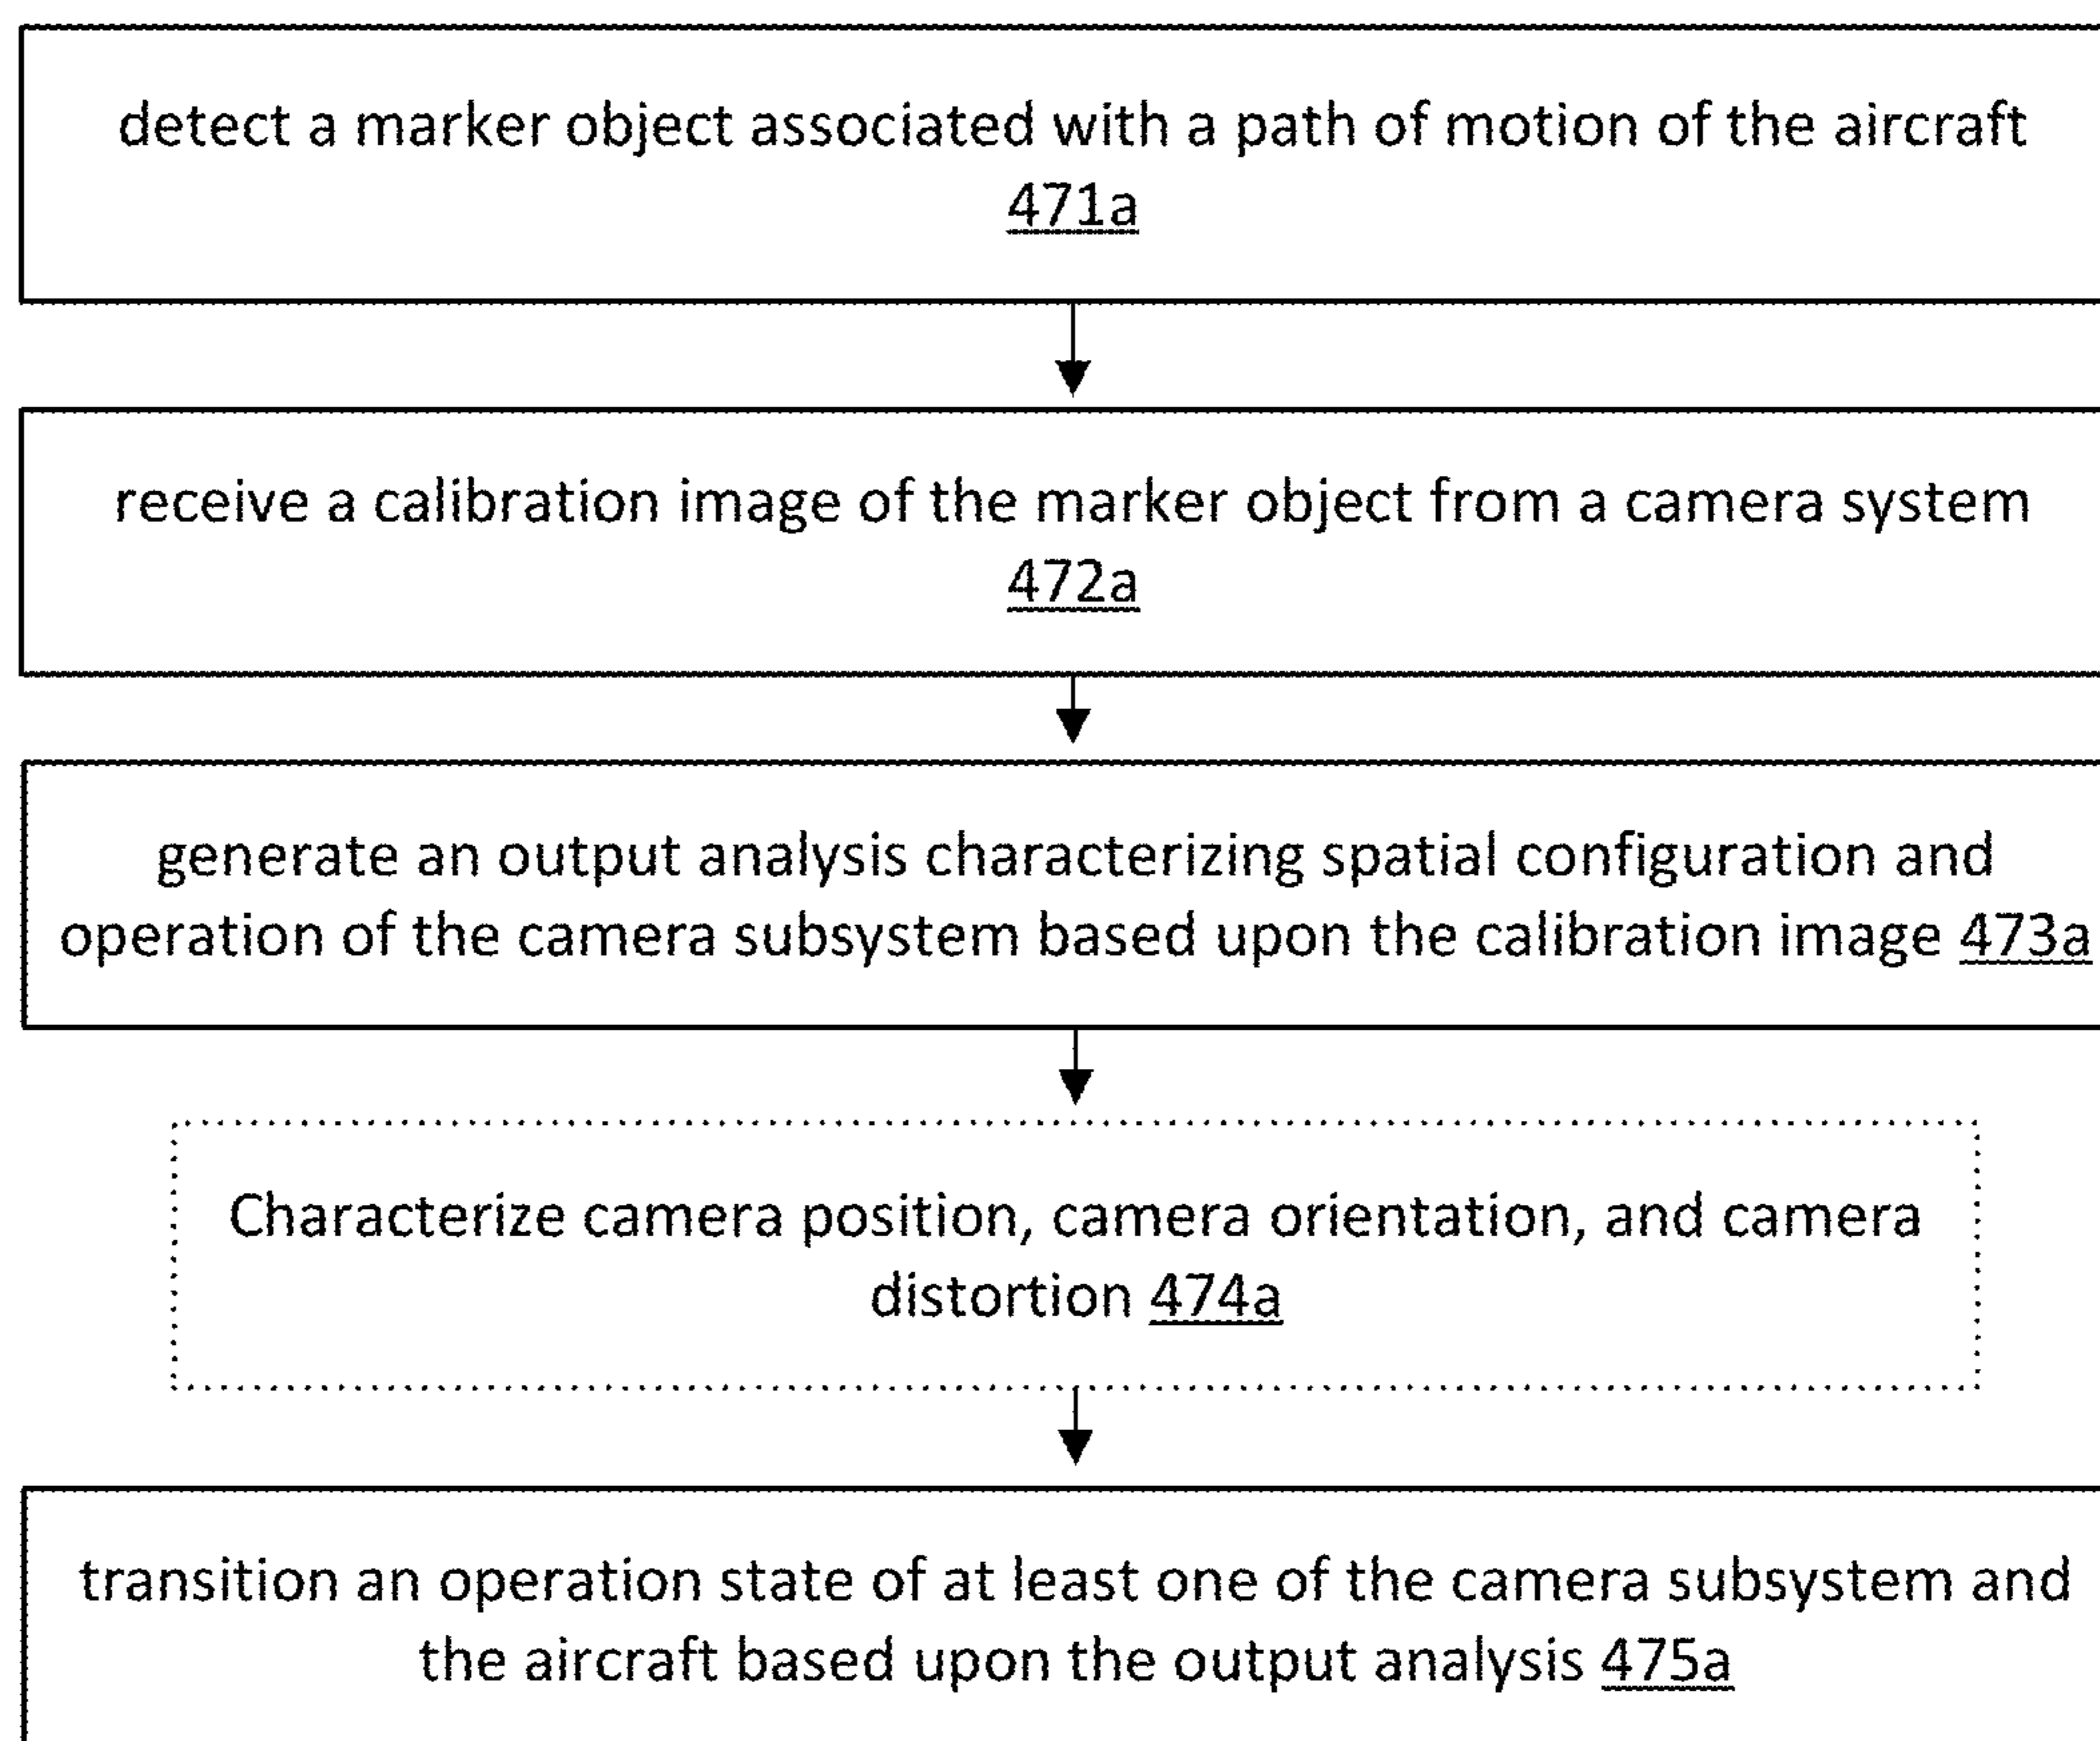 detect a marker object associated with a path of motion of the aircraft
471a
receive a calibration image of the marker object from a camera system
472a
generate an output analysis characterizing spatial configuration and
operation of the camera subsystem based upon the calibration image 473a
Characterize camera position, camera orientation, and camera
distortion 474a
transition an operation state of at least one of the camera subsystem and
the aircraft based upon the output analysis 475a